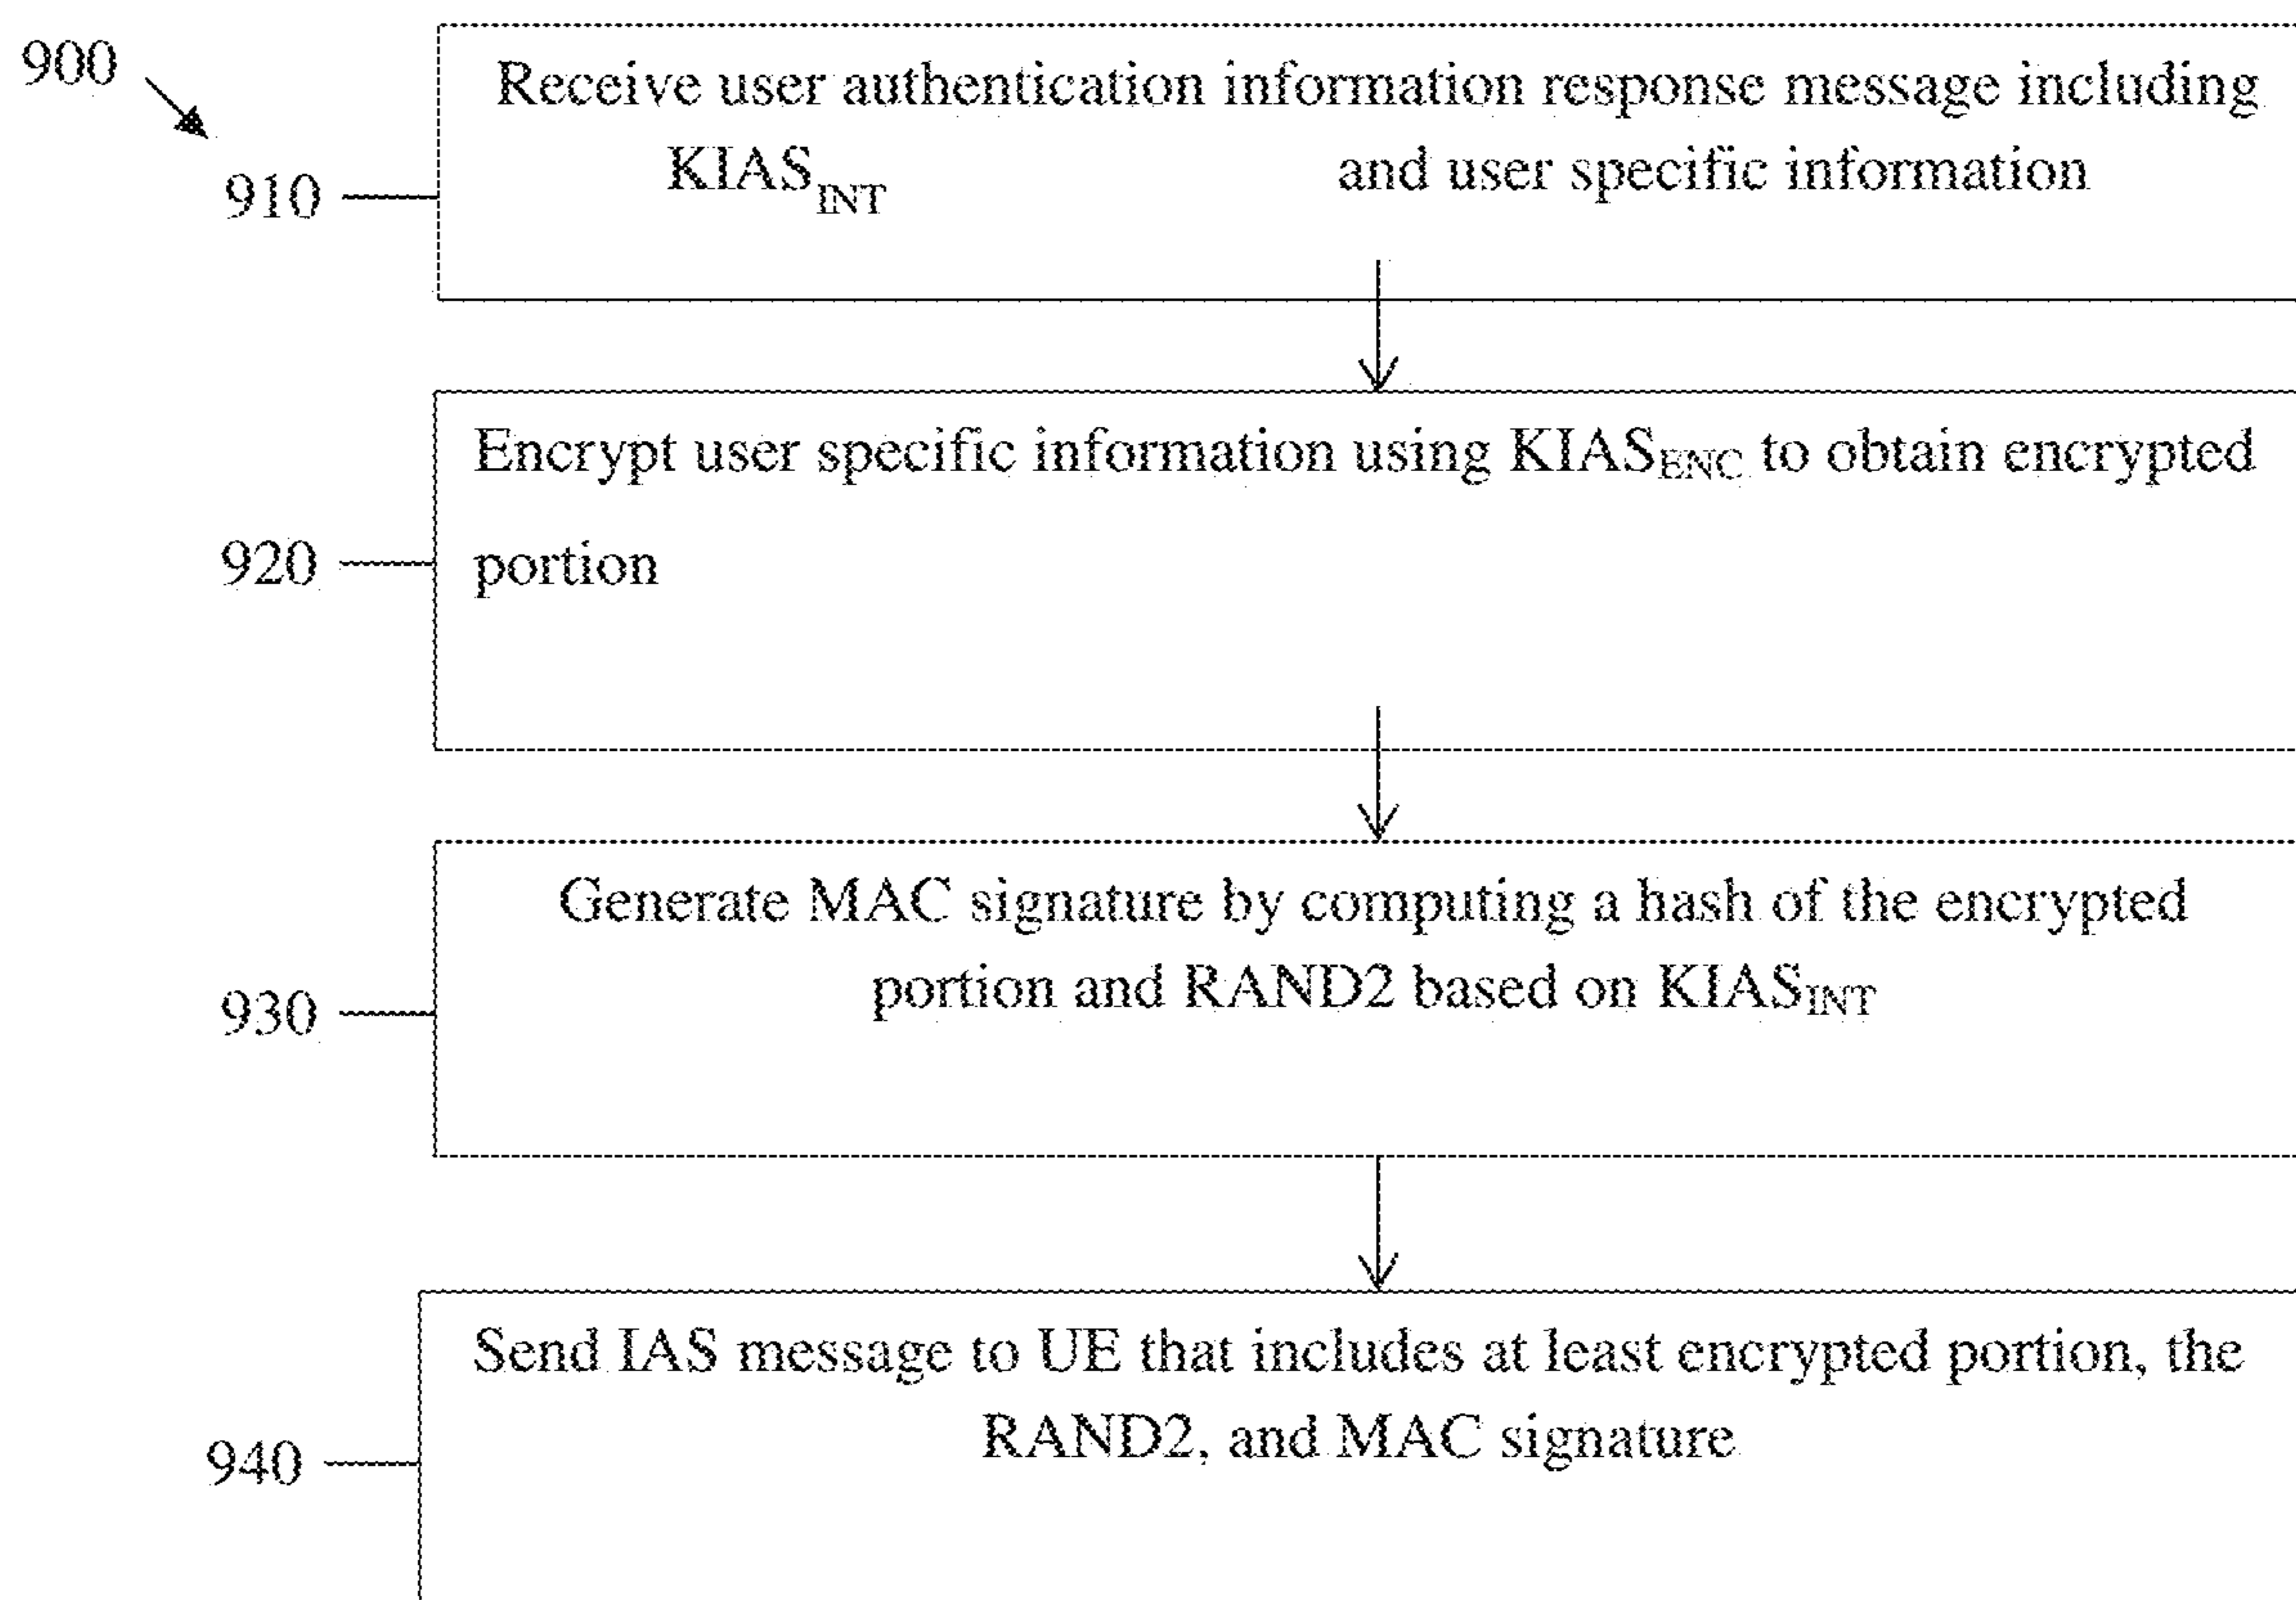 900
Receive user authentication information response message including
KIAS_INT and user specific information
910
Encrypt user specific information using KIAS_ENC to obtain encrypted
920
portion
Generate MAC signature by computing a hash of the encrypted
portion and RAND2 based on KIAS_INT
930
Send IAS message to UE that includes at least encrypted portion, the
RAND2, and MAC signature
940